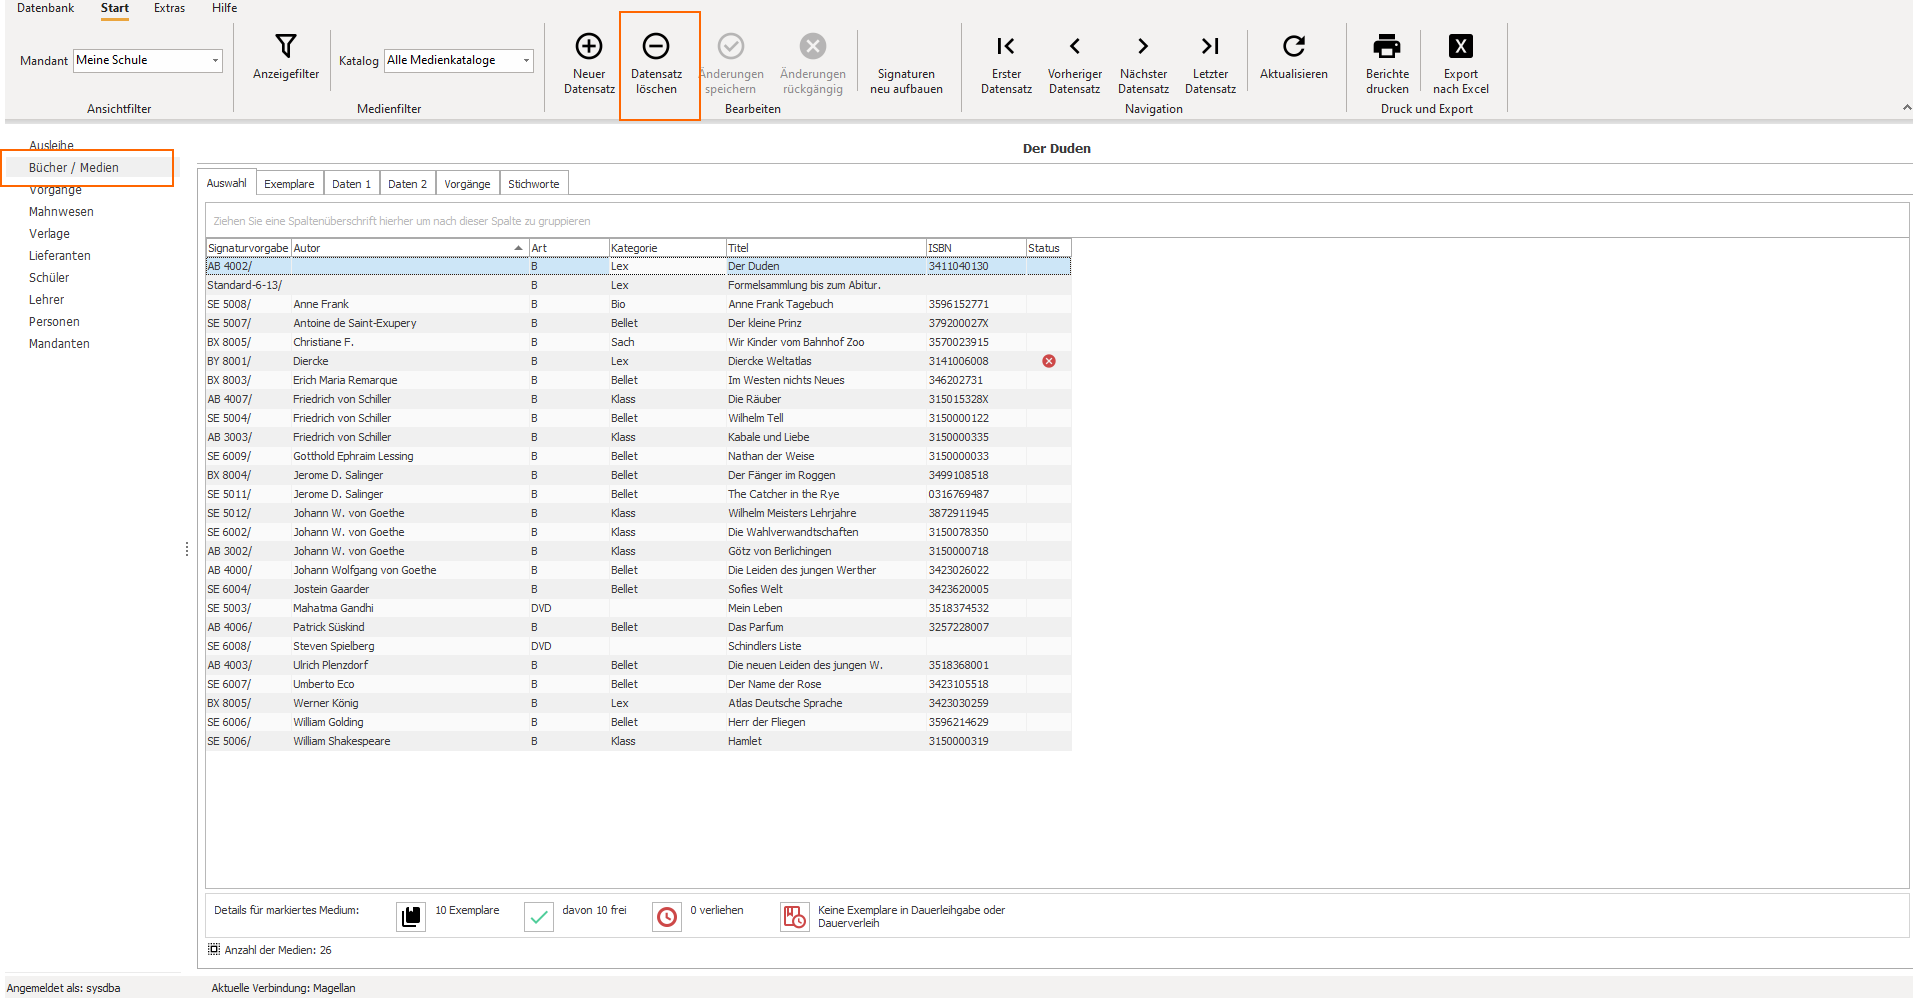 Datenbank Start Extras Hilfe
Mandant Meine Schule
Ansichtfilter
Anzeigefilter
Katalog Alle Medienkataloge
Medienfilter
Neuer
Datensatz
Datensatz
löschen
Änderungen
speichern
Änderungen
rückgängig
Signaturen
neu aufbauen
Bearbeiten
Erster
Datensatz
Vorheriger
Datensatz
Nächster
Datensatz
Letzter
Datensatz
Navigation
Aktualisieren
Berichte
drucken
Export
nach Excel
Druck und Export
Ausleihe
Bücher / Medien
Vorgänge
Mahnwesen
Verlage
Lieferanten
Schüler
Lehrer
Personen
Mandanten
Der Duden
Auswahl Exemplare Daten 1 Daten 2 Vorgänge Stichworte
Ziehen Sie eine Spaltenüberschrift hierher um nach dieser Spalte zu gruppieren
Signaturvorgabe Autor Art Kategorie Titel ISBN Status
AB 4002/ B Lex Der Duden 3411040130
Standard-6-13/ B Lex Formelsammlung bis zum Abitur.
SE 5008/ Anne Frank B Bio Anne Frank Tagebuch 3596152771
SE 5007/ Antoine de Saint-Exupery B Bellet Der kleine Prinz 379200027X
BX 8005/ Christiane F. B Sach Wir Kinder vom Bahnhof Zoo 3570023915
BY 8001/ Diercke B Lex Diercke Weltatlas 3141006008
BX 8003/ Erich Maria Remarque B Bellet Im Westen nichts Neues 346202731
AB 4007/ Friedrich von Schiller B Klass Die Räuber 315015328X
SE 5004/ Friedrich von Schiller B Bellet Wilhelm Tell 3150000122
AB 3003/ Friedrich von Schiller B Klass Kabale und Liebe 3150000335
SE 6009/ Gotthold Ephraim Lessing B Bellet Nathan der Weise 3150000033
BX 8004/ Jerome D. Salinger B Bellet Der Fänger im Roggen 3499108518
SE 5011/ Jerome D. Salinger B Bellet The Catcher in the Rye 0316769487
SE 5012/ Johann W. von Goethe B Klass Wilhelm Meisters Lehrjahre 3872911945
SE 6002/ Johann W. von Goethe B Klass Die Wahlverwandtschaften 3150078350
AB 3002/ Johann W. von Goethe B Klass Götz von Berlichingen 3150000718
AB 4000/ Johann Wolfgang von Goethe B Bellet Die Leiden des jungen Werther 3423026022
SE 6004/ Jostein Gaarder B Bellet Sofies Welt 3423620005
SE 5003/ Mahatma Gandhi DVD Mein Leben 3518374532
AB 4006/ Patrick Süskind B Bellet Das Parfum 3257228007
SE 6008/ Steven Spielberg DVD Schindlers Liste
AB 4003/ Ulrich Plenzdorf B Bellet Die neuen Leiden des jungen W. 3518368001
SE 6007/ Umberto Eco B Bellet Der Name der Rose 3423105518
BX 8005/ Werner König B Lex Atlas Deutsche Sprache 3423030259
SE 6006/ William Golding B Bellet Herr der Fliegen 3596214629
SE 5006/ William Shakespeare B Klass Hamlet 3150000319
Details für markiertes Medium: 10 Exemplare davon 10 frei 0 verliehen Keine Exemplare in Dauerleihgabe oder
Dauerverleih
Anzahl der Medien: 26
Angemeldet als: sysdba Aktuelle Verbindung: Magellan